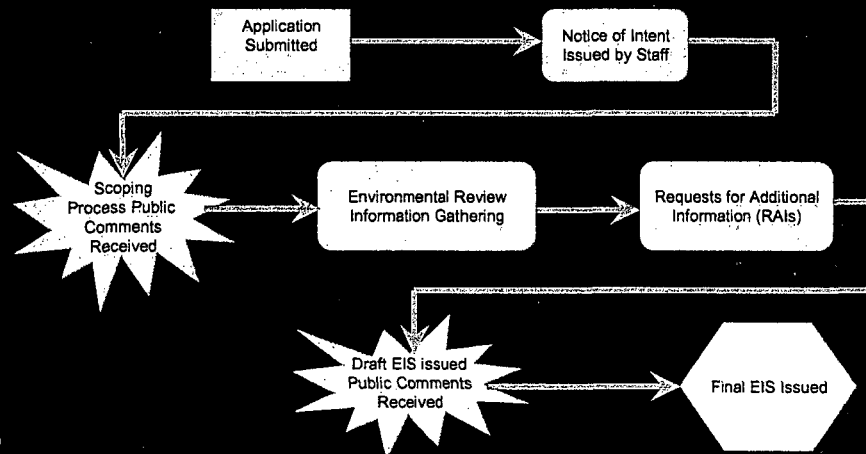 Application
Submitted
Notice of Intent
Issued by Staff
Scoping
Process Public
Comments
Received
Environmental Review
Information Gathering
Requests for Additional
Information (RAIs)
Draft EIS issued
Public Comments
Received
Final EIS Issued